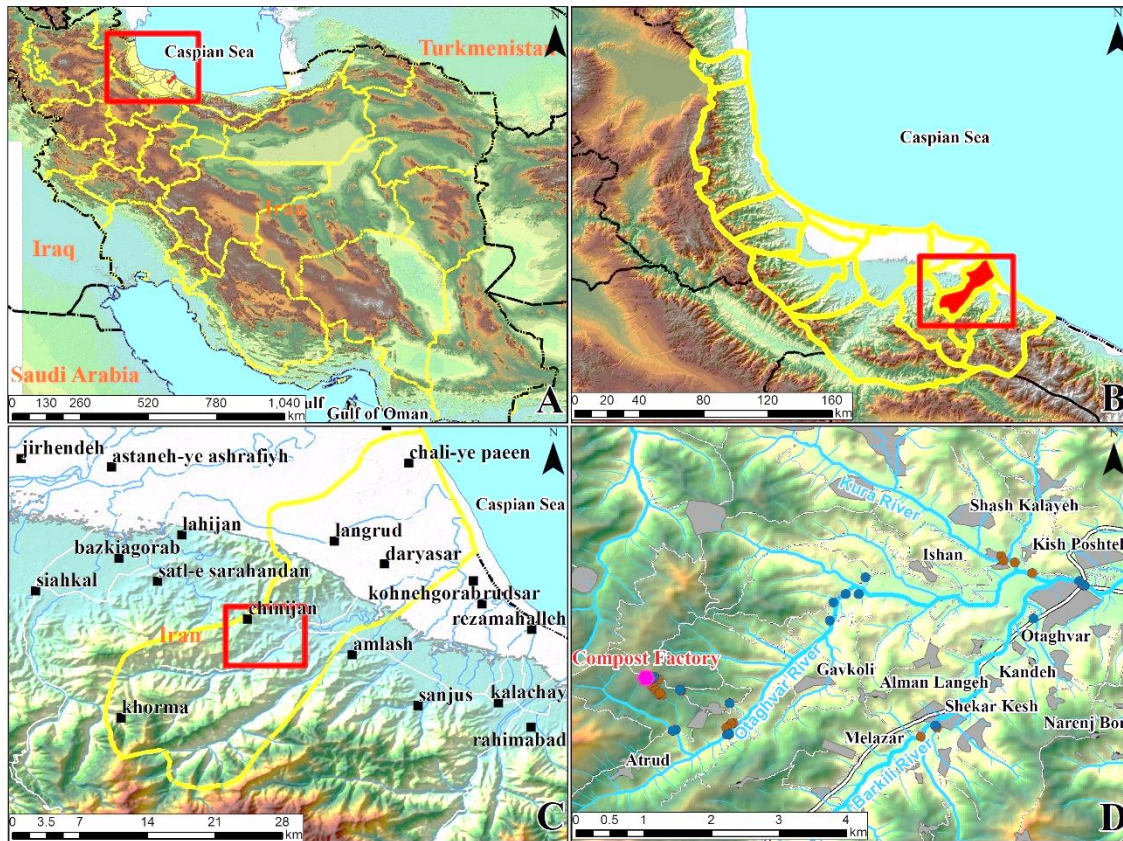 N
Caspian Sea
Turkmenistan
Iran
Iraq
Saudi Arabia
ulf
Gulf of Oman
0 130 260 520 780 1,040
km
A
N
Caspian Sea
0 20 40 80 120 160
km
B
N
jirhendeh
astaneh-ye ashrafiyh
chali-ye paeen
Caspian Sea
lahijan
langrud
bazkiagorab
daryasar
siahkal
satl-e sarahandan
kohnehgorab
rudsar
chinijan
rezamahalleh
Iran
amlash
khorma
sanjus
kalachay
rahimabad
0 3.5 7 14 21 28
km
C
N
Kura River
Shash Kalayeh
Ishan
Kish Poshteh
Otaghvar
Compost Factory
Gavkoli
Kandeh
Otaghvar River
Alman Langeh
Shekar Kesh
Narenj Bon
Melazar
Atrud
Barkili River
0 0.5 1 2 3 4
km
D